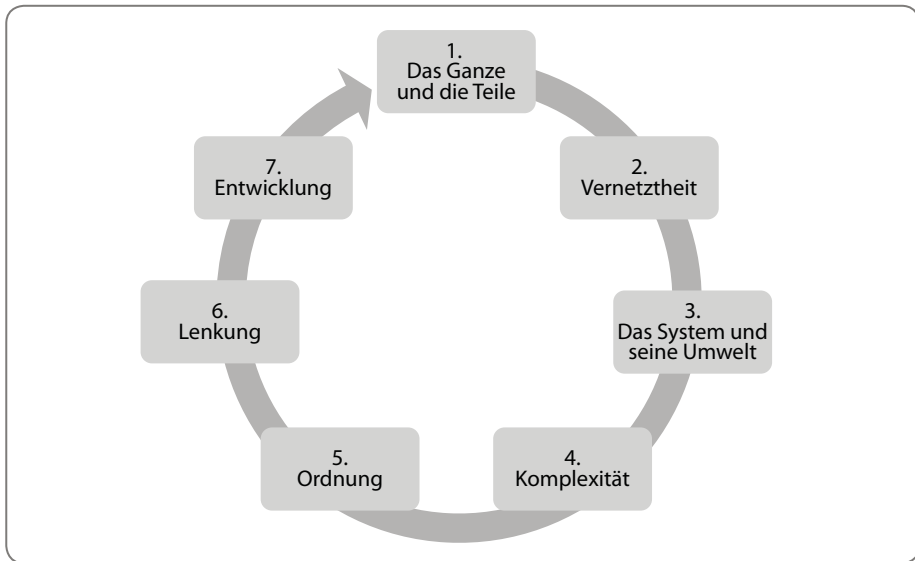 1.
Das Ganze
und die Teile
2.
Vernetztheit
3.
Das System und
seine Umwelt
4.
Komplexität
5.
Ordnung
6.
Lenkung
7.
Entwicklung